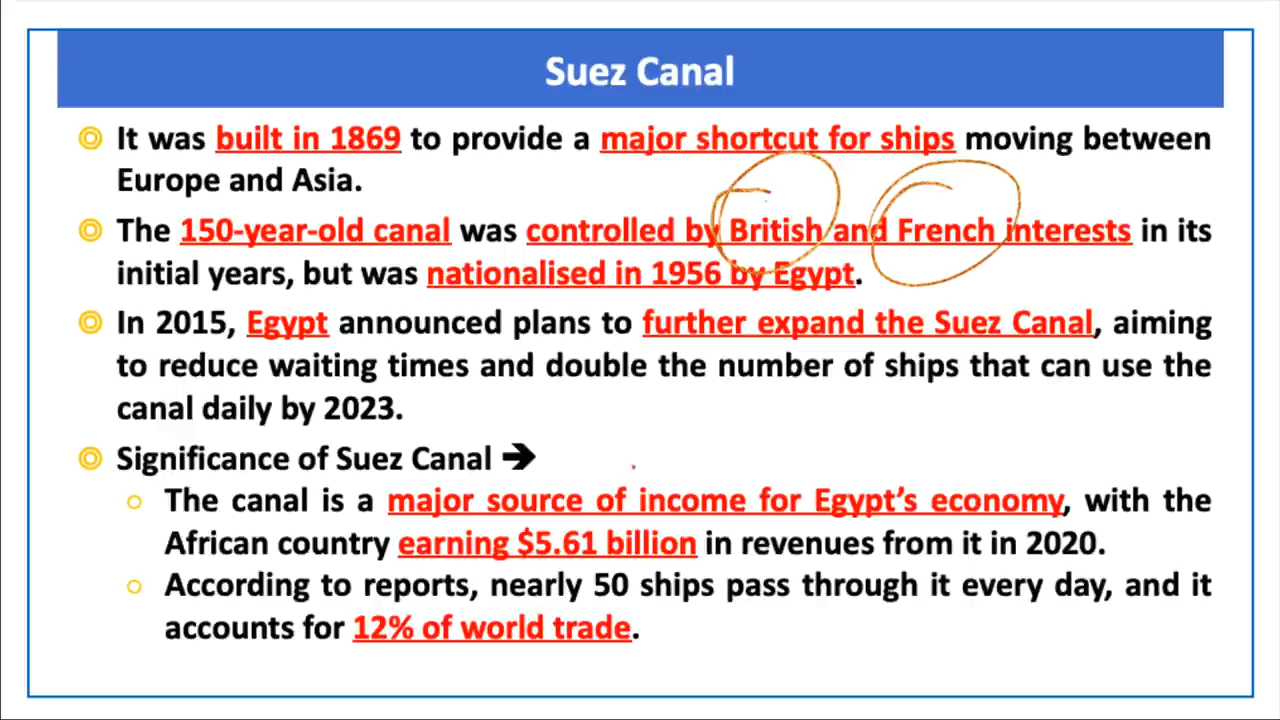 Suez Canal
It was built in 1869 to provide a major shortcut for ships moving between
Europe and Asia.
The 150-year-old canal was controlled by British and French interests in its
initial years, but was nationalised in 1956 by Egypt.
In 2015, Egypt announced plans to further expand the Suez Canal, aiming
to reduce waiting times and double the number of ships that can use the
canal daily by 2023.
Significance of Suez Canal ➔
The canal is a major source of income for Egypt’s economy, with the
African country earning $5.61 billion in revenues from it in 2020.
According to reports, nearly 50 ships pass through it every day, and it
accounts for 12% of world trade.